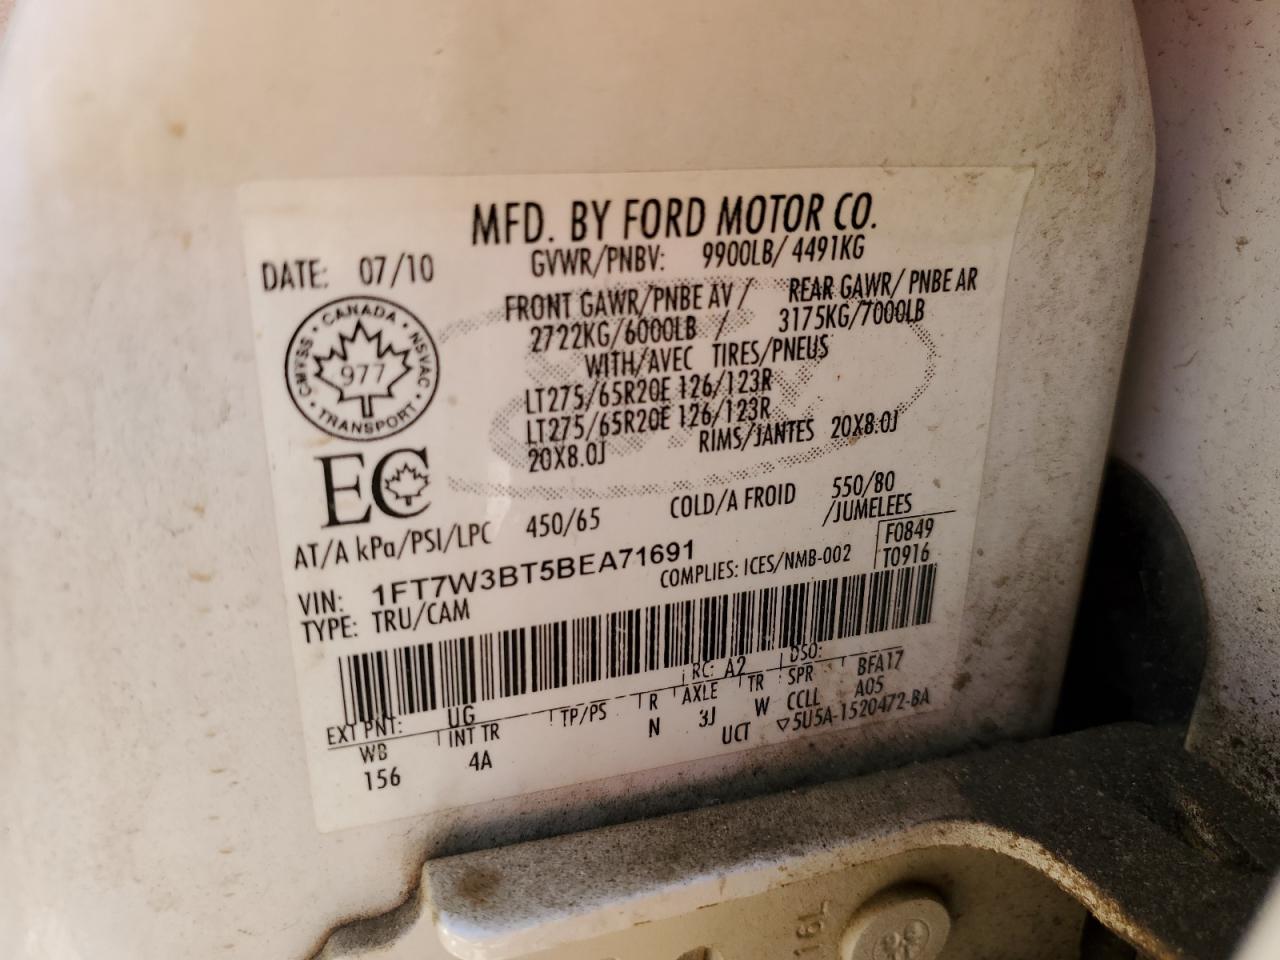 MFD. BY FORD MOTOR CO.
DATE: 07/10
GVWR/PNBV: 9900LB/ 4491KG
FRONT GAWR/PNBE AV / REAR GAWR/ PNBE AR
2722KG/6000LB / 3175KG/7000LB
WITH/AVEC TIRES/PNEUS
LT275/65R20E 126/123R
LT275/65R20E 126/123R
20X8.0J RIMS/JANTES 20X8.0J
CANADA • NSVAC • TRANSPORT • CMVSS •
977
EC
AT/A kPa/PSI/LPC 450/65 COLD/A FROID 550/80
/JUMELEES
VIN: 1FT7W3BT5BEA71691
F0849
T0916
TYPE: TRU/CAM COMPLIES: ICES/NMB-002
EXT PNT: UG RC: A2 DSO:
WB INT TR TP/PS R AXLE TR SPR BFA17
156 4A N 3J W CCLL A05
UCT ▽5U5A-1520472-BA
16L